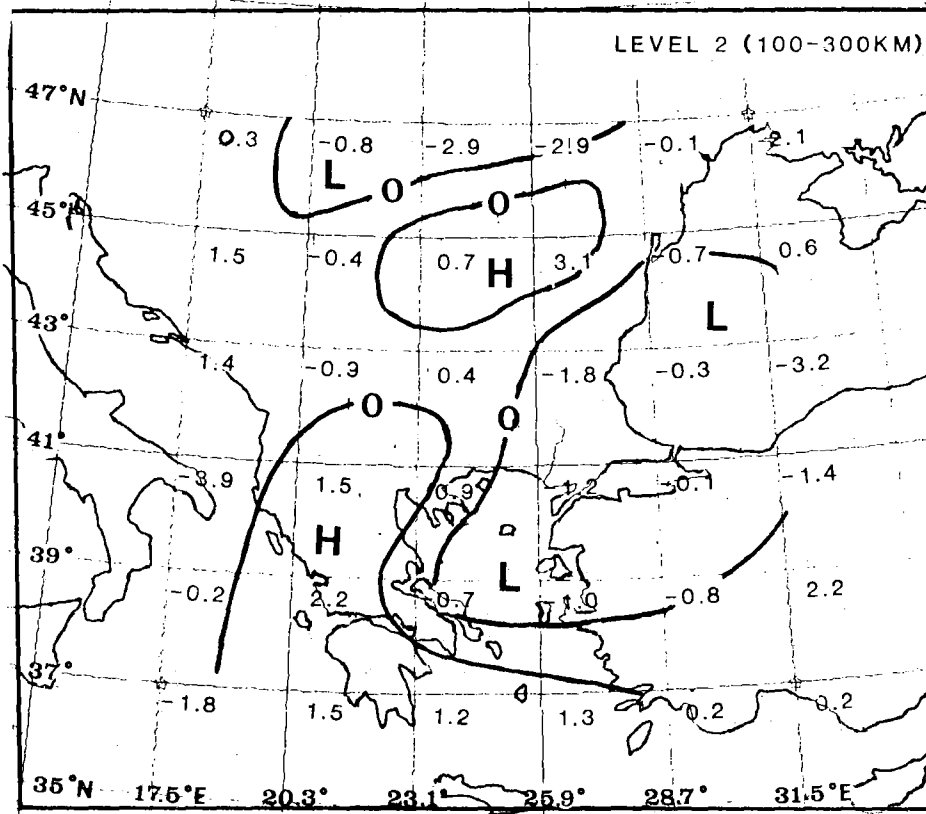 LEVEL 2 (100-300KM)
47°N
0.3 -0.8 -2.9 -2.9 -0.1 -2.1
L
0
45°
0
1.5 -0.4 0.7 3.1 -0.7 0.6
H
L
43°
1.4 -0.9 0.4 -1.8 -0.3 -3.2
0 0
41°
-3.9 1.5 0.9 1.2 -0.1 -1.4
H
39°
L
-0.2 2.2 -0.7 -1.0 -0.8 2.2
37°
-1.8 1.5 1.2 1.3 0.2 0.2
35°N 17.5°E 20.3° 23.1° 25.9° 28.7° 31.5°E